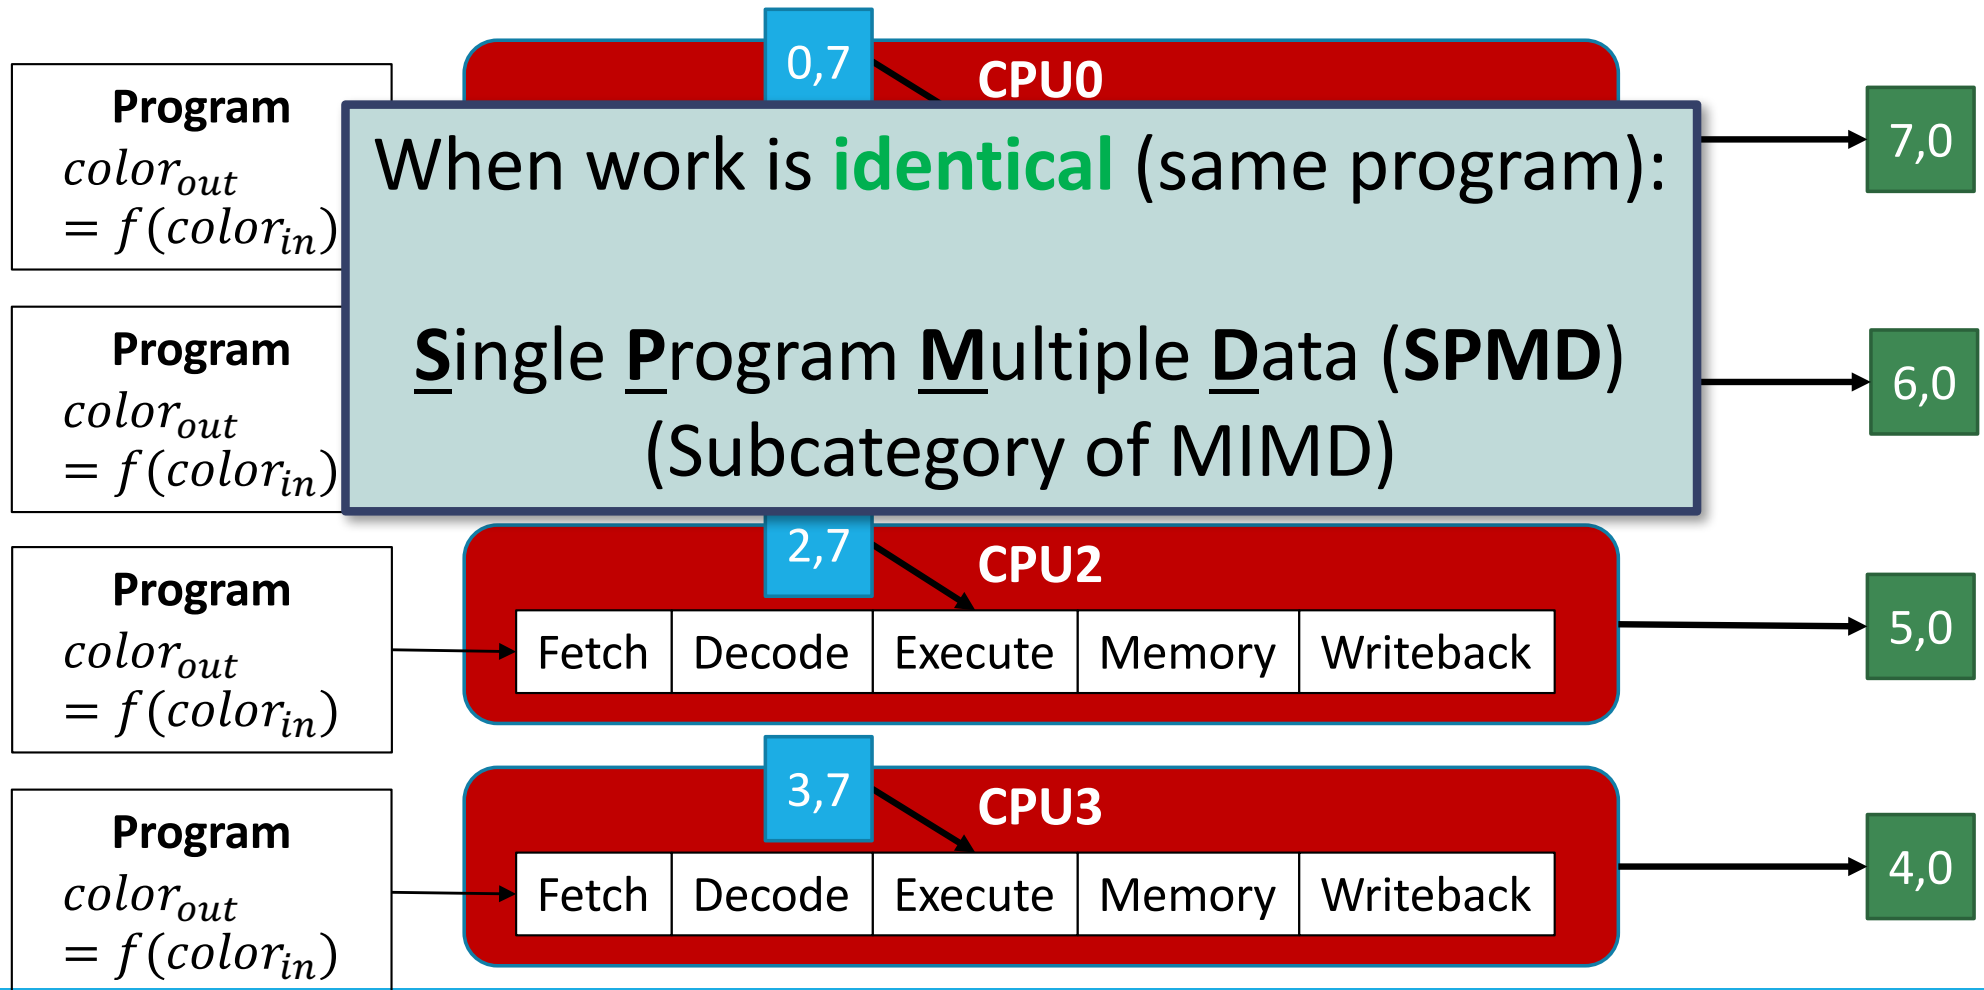 0,7
CPU0
Program
color_out
= f(color_in)
7,0
When work is identical (same program):
Single Program Multiple Data (SPMD)
(Subcategory of MIMD)
Program
color_out
= f(color_in)
6,0
2,7
CPU2
Program
color_out
= f(color_in)
Fetch Decode Execute Memory Writeback
5,0
3,7
CPU3
Program
color_out
= f(color_in)
Fetch Decode Execute Memory Writeback
4,0